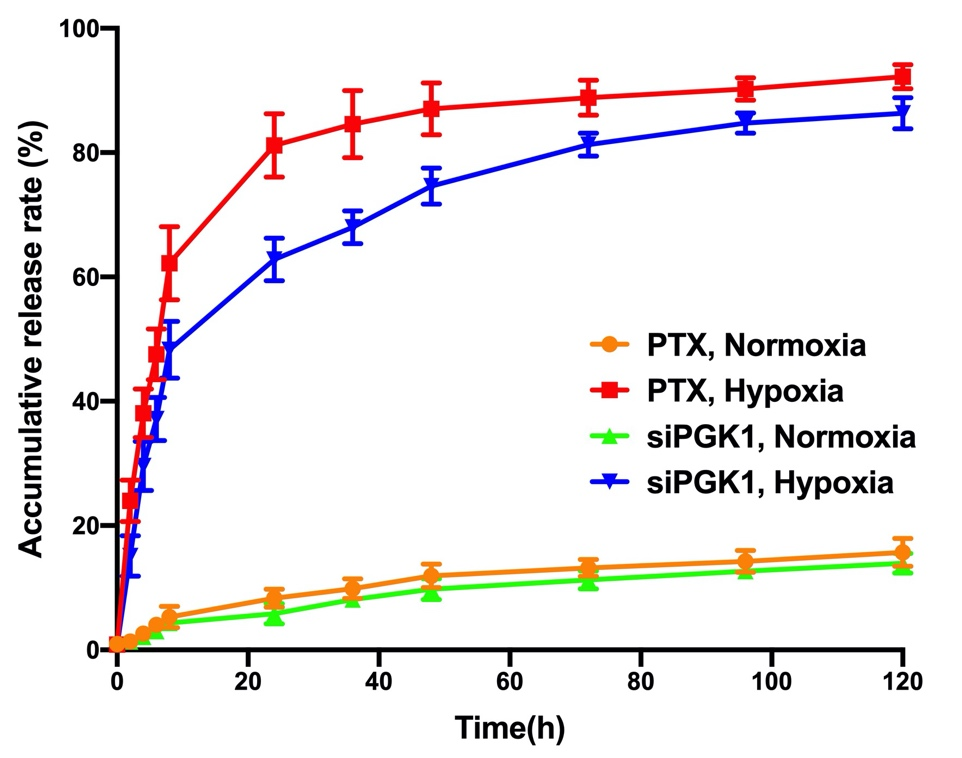 Accumulative release rate (%)
100
80
60
40
20
0
PTX, Normoxia
PTX, Hypoxia
siPGK1, Normoxia
siPGK1, Hypoxia
0 20 40 60 80 100 120
Time(h)